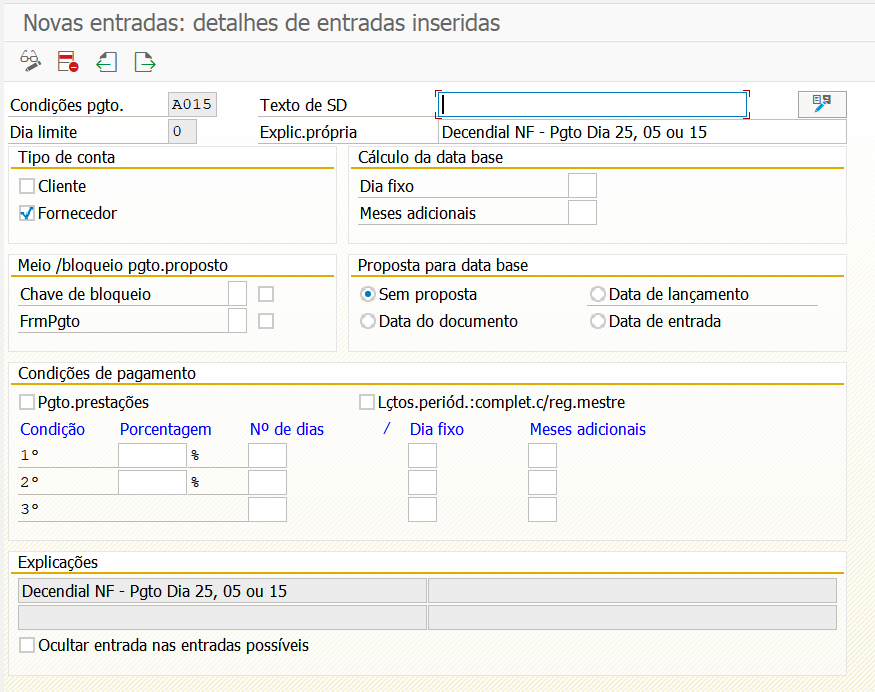 Novas entradas: detalhes de entradas inseridas
Condições pgto. A015 Texto de SD
Dia limite 0 Explic.própria Decendial NF - Pgto Dia 25, 05 ou 15
Tipo de conta
Cliente
Fornecedor
Cálculo da data base
Dia fixo
Meses adicionais
Meio /bloqueio pgto.proposto
Chave de bloqueio
FrmPgto
Proposta para data base
Sem proposta Data de lançamento
Data do documento Data de entrada
Condições de pagamento
Pgto.prestações Lçtos.periód.:complet.c/reg.mestre
Condição Porcentagem Nº de dias / Dia fixo Meses adicionais
1º %
2º %
3º
Explicações
Decendial NF - Pgto Dia 25, 05 ou 15
Ocultar entrada nas entradas possíveis